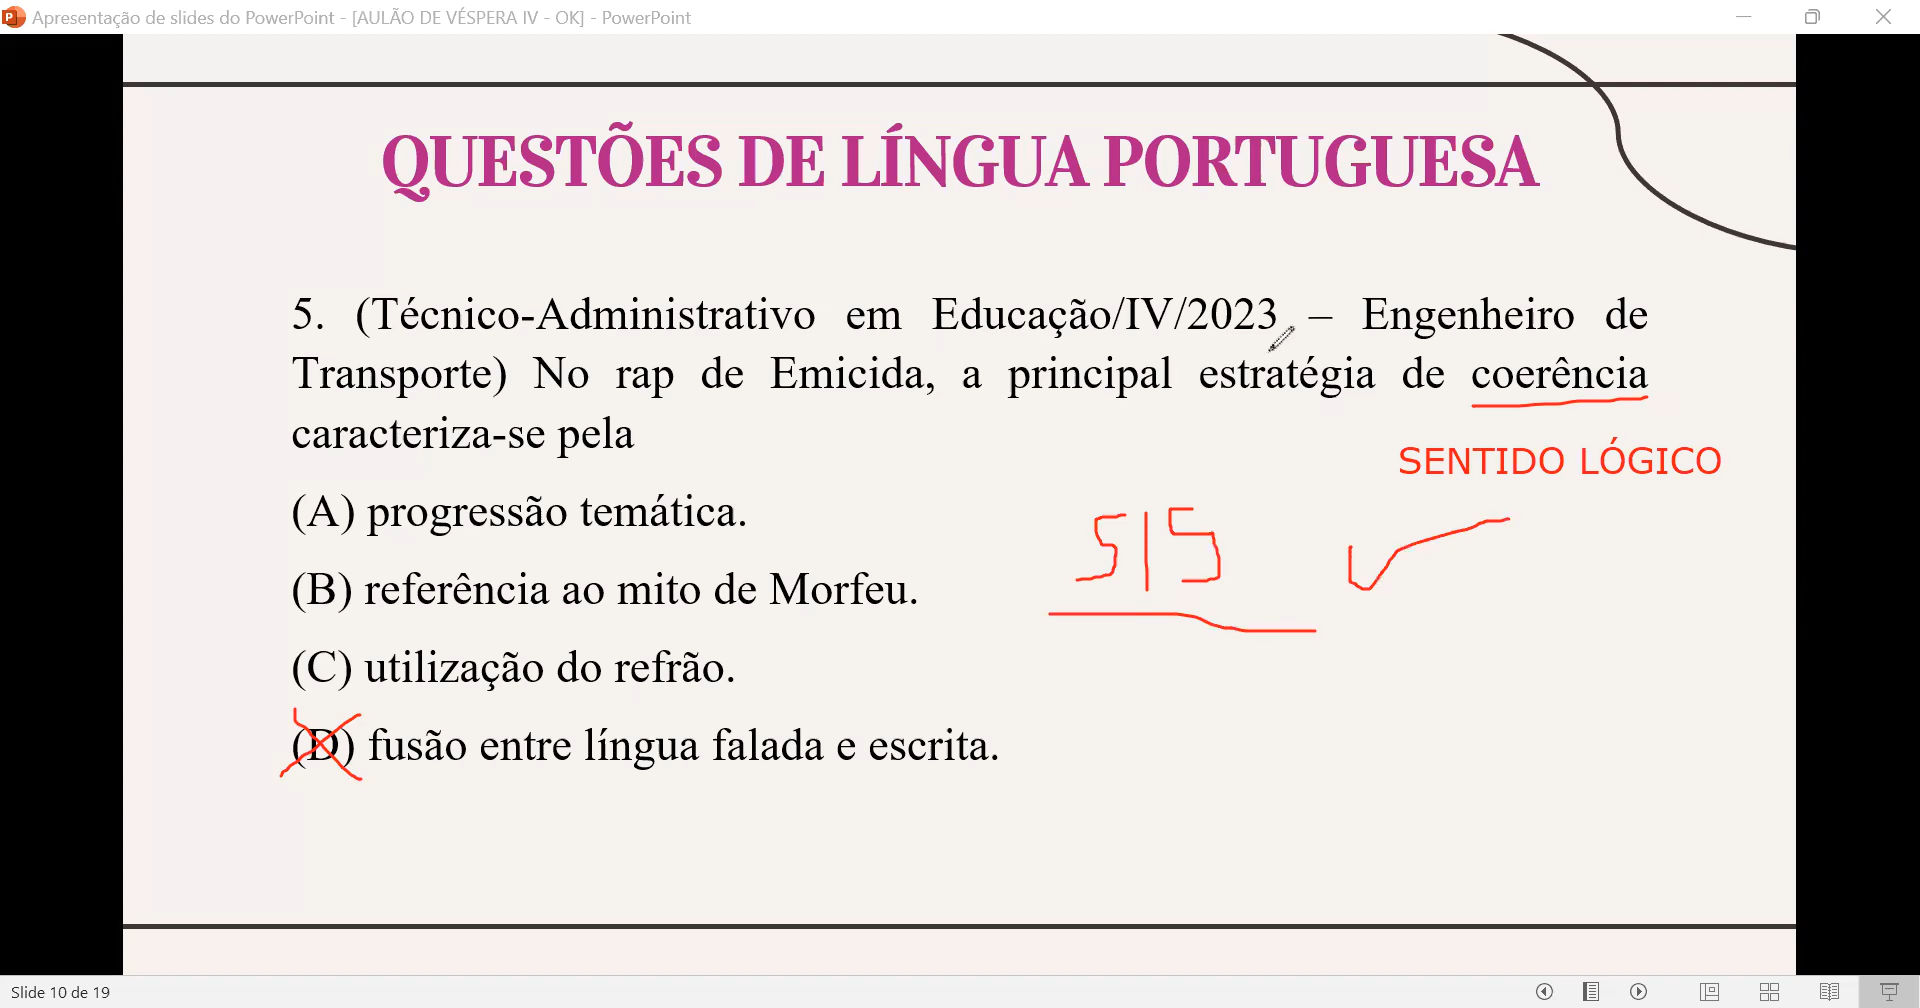 Apresentação de slides do PowerPoint - [AULÃO DE VÉSPERA IV - OK] - PowerPoint
QUESTÕES DE LÍNGUA PORTUGUESA
5. (Técnico-Administrativo em Educação/IV/2023 – Engenheiro de
Transporte) No rap de Emicida, a principal estratégia de coerência
caracteriza-se pela
SENTIDO LÓGICO
(A) progressão temática.
515
(B) referência ao mito de Morfeu.
(C) utilização do refrão.
(D) fusão entre língua falada e escrita.
Slide 10 de 19